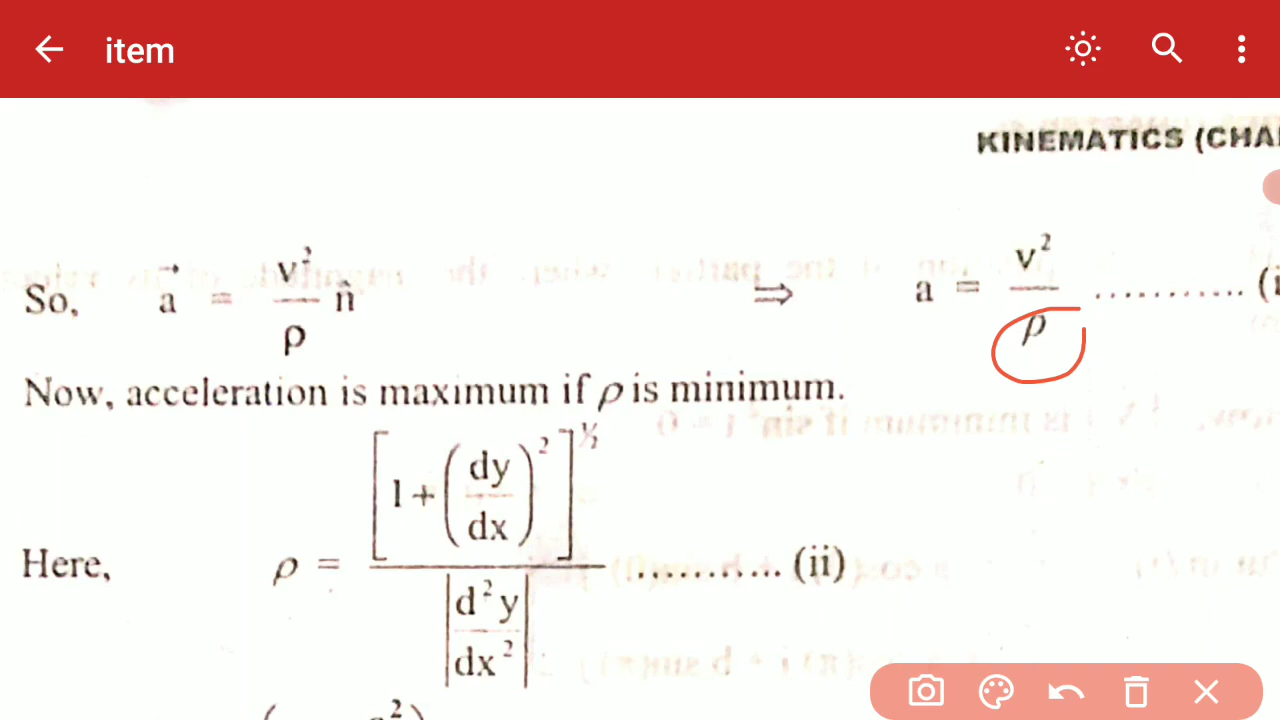 item
KINEMATICS (CHA
So, a⃗ = v²/ρ n̂ ⇒ a = v²/ρ ........... (i
Now, acceleration is maximum if ρ is minimum.
Here, ρ = [1 + (dy/dx)²]^½ / |d²y/dx²| ........... (ii)